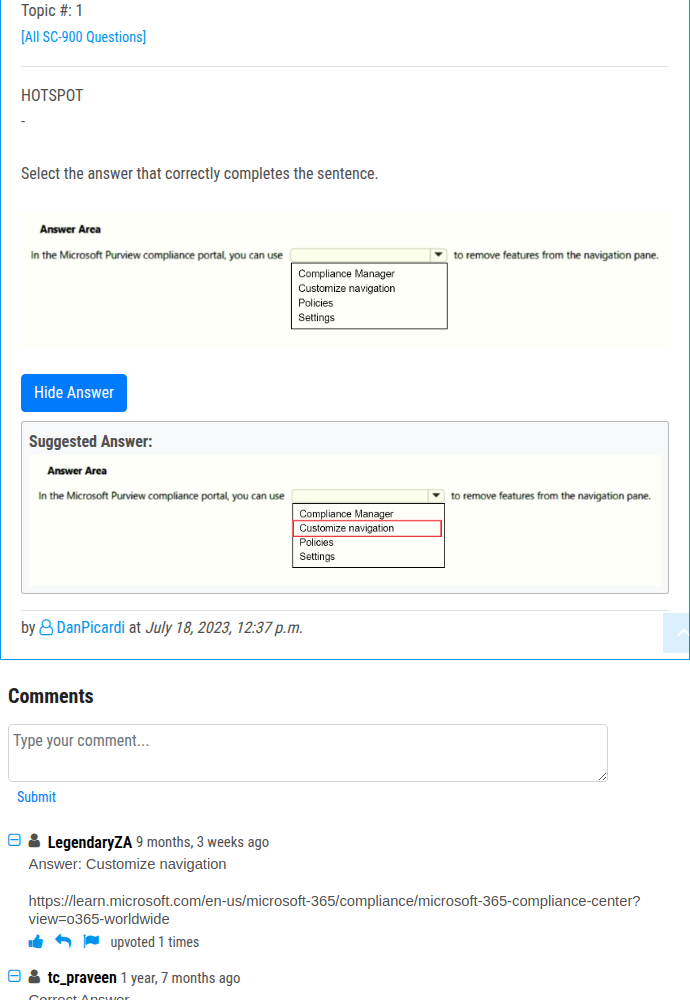 Topic #: 1
[All SC-900 Questions]
HOTSPOT
-
Select the answer that correctly completes the sentence.
Answer Area
In the Microsoft Purview compliance portal, you can use to remove features from the navigation pane.
Compliance Manager
Customize navigation
Policies
Settings
Hide Answer
Suggested Answer:
Answer Area
In the Microsoft Purview compliance portal, you can use to remove features from the navigation pane.
Compliance Manager
Customize navigation
Policies
Settings
by DanPicardi at July 18, 2023, 12:37 p.m.
Comments
Type your comment...
Submit
LegendaryZA 9 months, 3 weeks ago
Answer: Customize navigation
https://learn.microsoft.com/en-us/microsoft-365/compliance/microsoft-365-compliance-center?
view=o365-worldwide
upvoted 1 times
tc_praveen 1 year, 7 months ago
Correct Answer